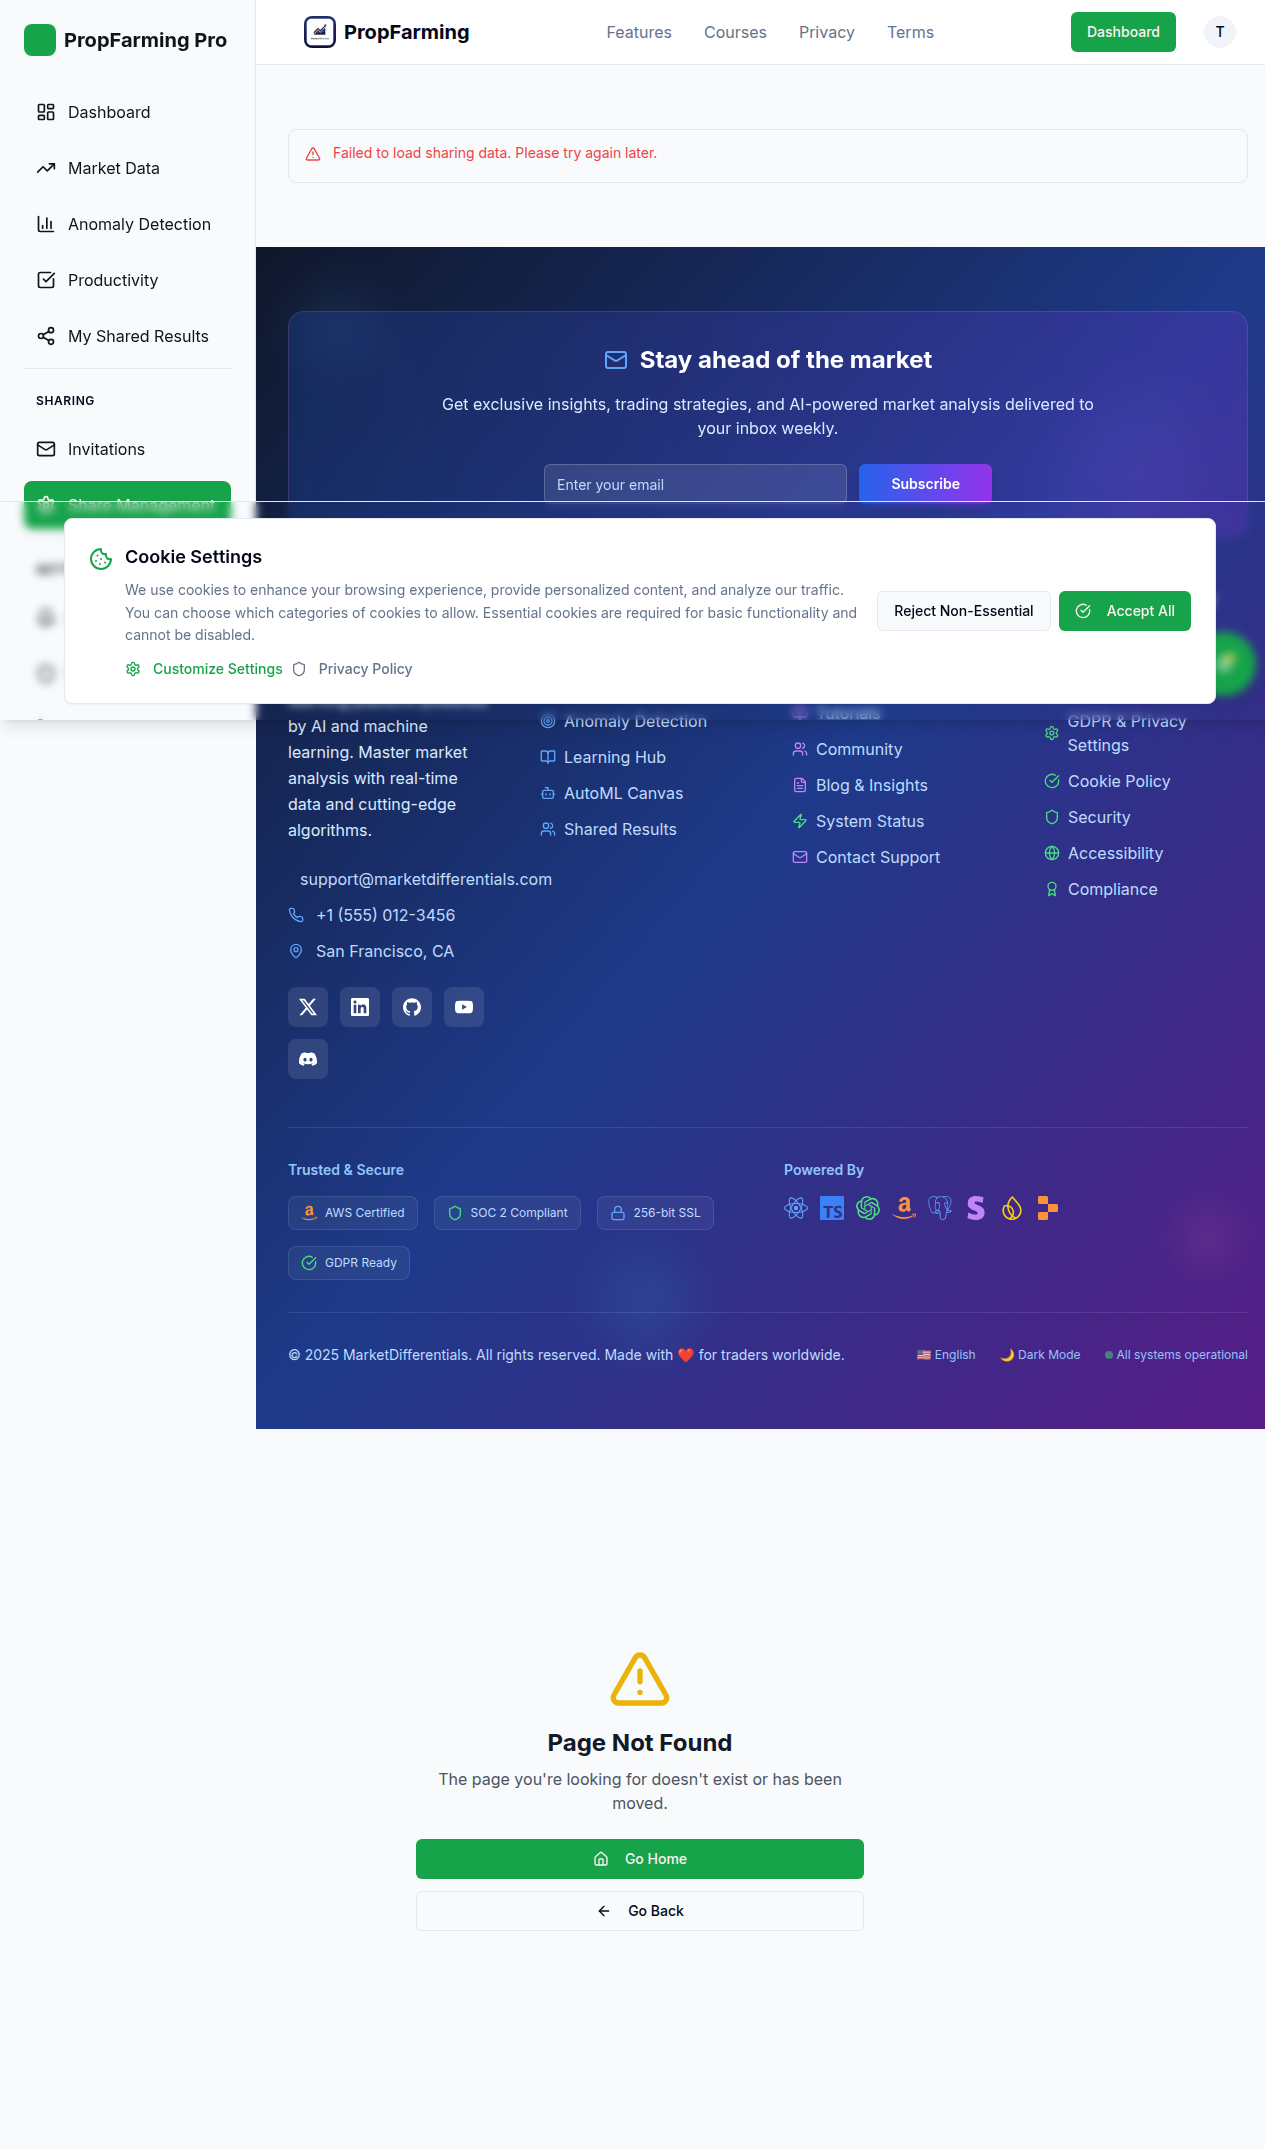 PropFarming Pro
Dashboard
Market Data
Anomaly Detection
Productivity
My Shared Results
SHARING
Invitations
Share Management
PropFarming
Features
Courses
Privacy
Terms
Dashboard
T
Failed to load sharing data. Please try again later.
Stay ahead of the market
Get exclusive insights, trading strategies, and AI-powered market analysis delivered to
your inbox weekly.
Enter your email
Subscribe
Cookie Settings
We use cookies to enhance your browsing experience, provide personalized content, and analyze our traffic.
You can choose which categories of cookies to allow. Essential cookies are required for basic functionality and
cannot be disabled.
Customize Settings
Privacy Policy
Reject Non-Essential
Accept All
by AI and machine
learning. Master market
analysis with real-time
data and cutting-edge
algorithms.
support@marketdifferentials.com
+1 (555) 012-3456
San Francisco, CA
Anomaly Detection
Learning Hub
AutoML Canvas
Shared Results
Tutorials
Community
Blog & Insights
System Status
Contact Support
GDPR & Privacy
Settings
Cookie Policy
Security
Accessibility
Compliance
Trusted & Secure
AWS Certified
SOC 2 Compliant
256-bit SSL
GDPR Ready
Powered By
TS
© 2025 MarketDifferentials. All rights reserved. Made with ❤️ for traders worldwide.
🇺🇸 English
🌙 Dark Mode
All systems operational
Page Not Found
The page you're looking for doesn't exist or has been
moved.
Go Home
Go Back